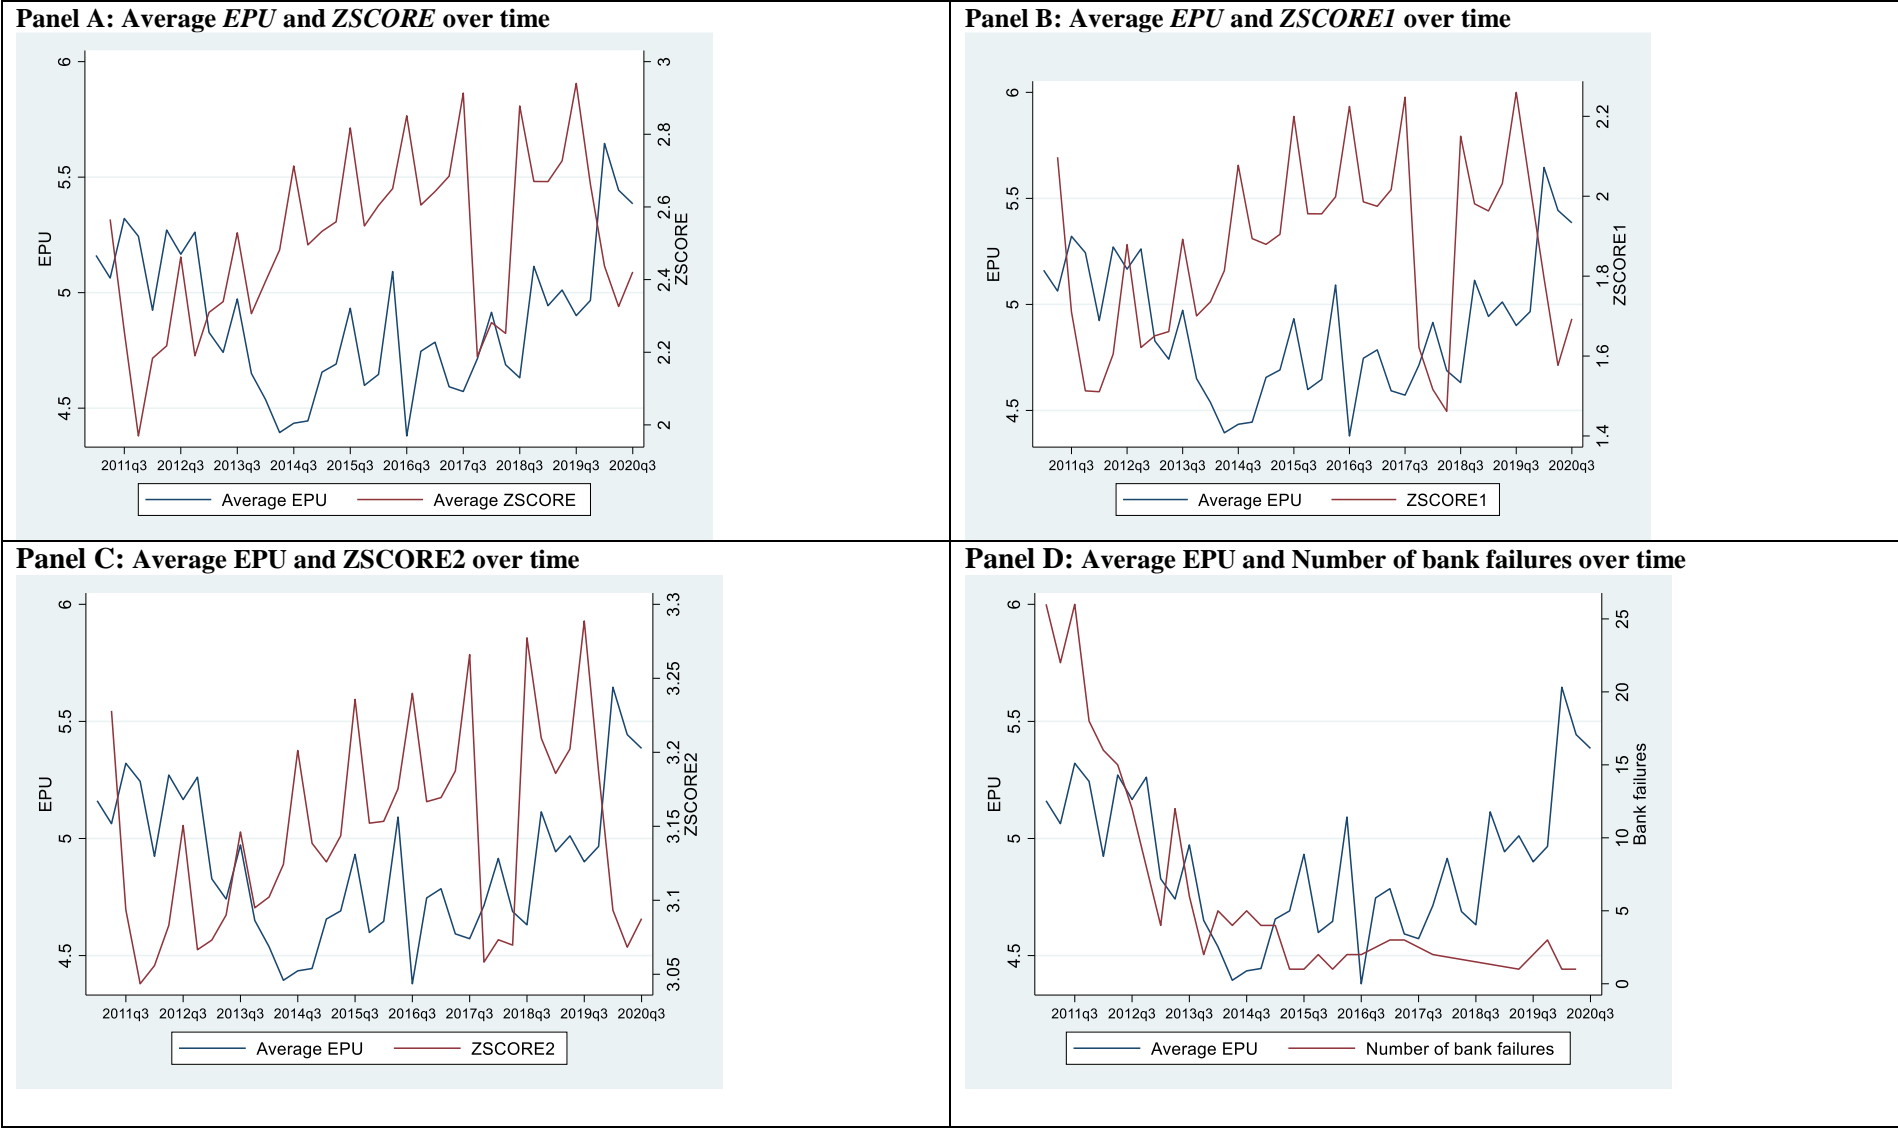 Panel A: Average EPU and ZSCORE over time
6
5.5
5
4.5
EPU
3
2.8
2.6
2.4
2.2
2
ZSCORE
2011q3 2012q3 2013q3 2014q3 2015q3 2016q3 2017q3 2018q3 2019q3 2020q3
Average EPU Average ZSCORE
Panel B: Average EPU and ZSCORE1 over time
6
5.5
5
4.5
EPU
2.2
2
1.8
1.6
1.4
ZSCORE1
2011q3 2012q3 2013q3 2014q3 2015q3 2016q3 2017q3 2018q3 2019q3 2020q3
Average EPU ZSCORE1
Panel C: Average EPU and ZSCORE2 over time
6
5.5
5
4.5
EPU
3.3
3.25
3.2
3.15
3.1
3.05
ZSCORE2
2011q3 2012q3 2013q3 2014q3 2015q3 2016q3 2017q3 2018q3 2019q3 2020q3
Average EPU ZSCORE2
Panel D: Average EPU and Number of bank failures over time
6
5.5
5
4.5
EPU
25
20
15
10
5
0
Bank failures
2011q3 2012q3 2013q3 2014q3 2015q3 2016q3 2017q3 2018q3 2019q3 2020q3
Average EPU Number of bank failures